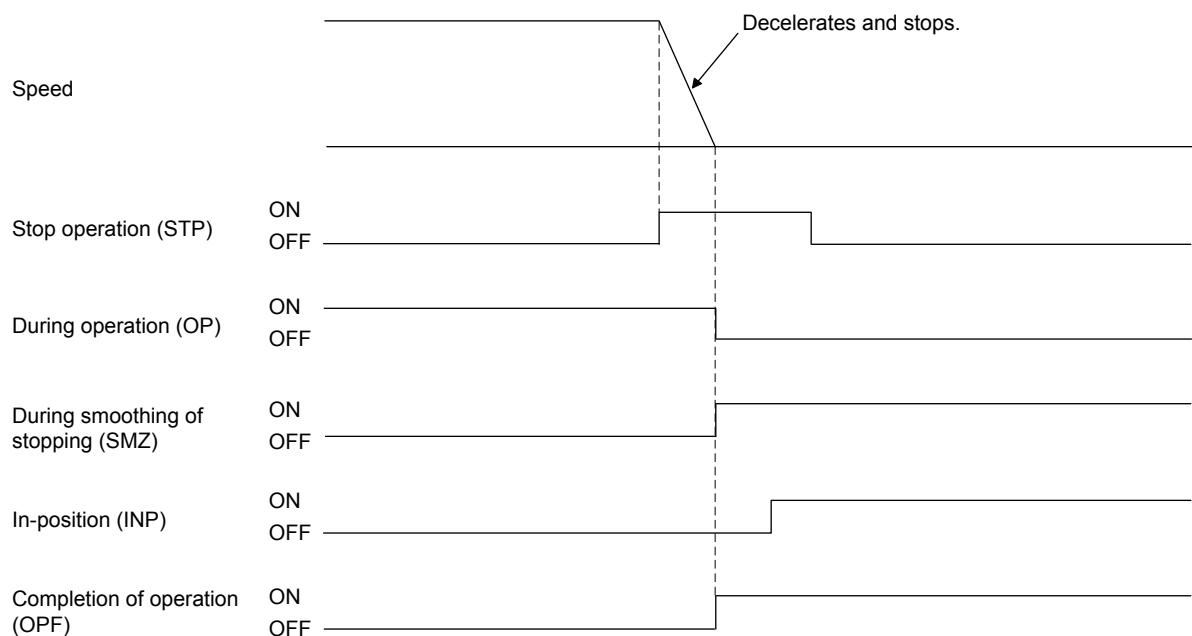 Decelerates and stops.
Speed
Stop operation (STP)
ON
OFF
During operation (OP)
ON
OFF
During smoothing of
stopping (SMZ)
ON
OFF
In-position (INP)
ON
OFF
Completion of operation
(OPF)
ON
OFF